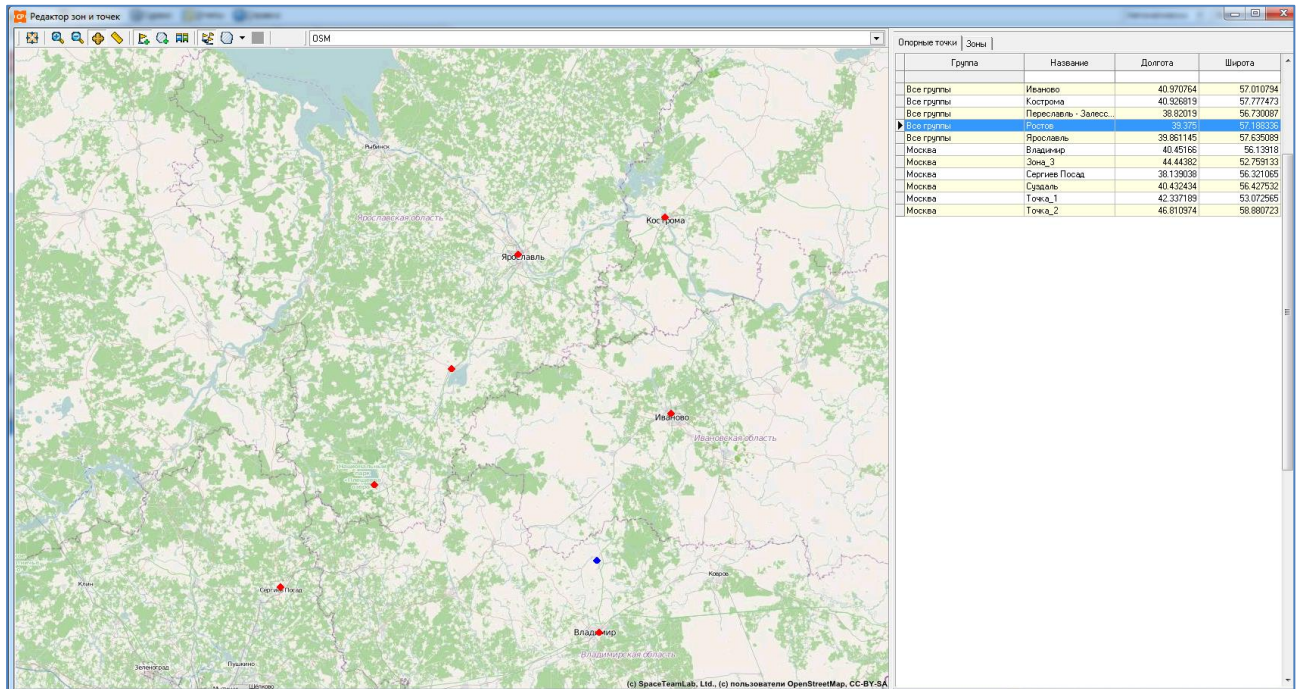 Редактор зон и точек
OSM
Опорные точки Зоны
Группа Название Долгота Широта
Все группы Иваново 40.970764 57.010794
Все группы Кострома 40.926819 57.777473
Все группы Переславль - Залесс... 38.82019 56.730087
Все группы Ростов 39.375 57.188336
Все группы Ярославль 39.861145 57.635089
Москва Владимир 40.45166 56.13918
Москва Зона_3 44.44382 52.759133
Москва Сергиев Посад 38.139038 56.321065
Москва Суздаль 40.432434 56.427532
Москва Точка_1 42.337189 53.072565
Москва Точка_2 46.810974 58.880723
Рыбинск
Ярославская область
Кострома
Ярославль
Иваново
Ивановская область
Клин
Сергиев Посад
Ковров
Владимир
Владимирская область
Зеленоград
Пушкино
Щёлково
(c) SpaceTeamLab, Ltd., (c) пользователи OpenStreetMap, CC-BY-SA